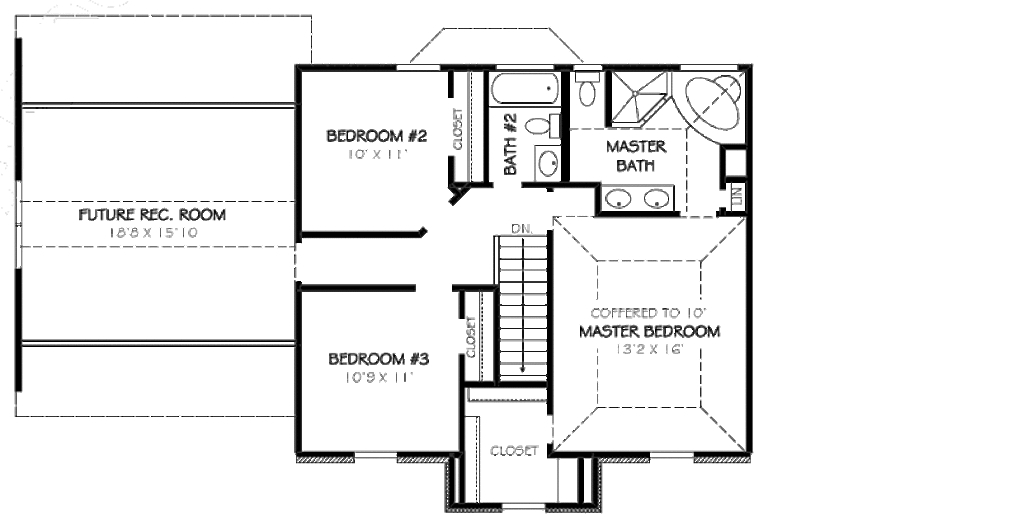 BEDROOM #2
10' X 11'
CLOSET
BATH #2
MASTER
BATH
LIN
FUTURE REC. ROOM
18'8 X 15'10
DN.
COFFERED TO 10'
MASTER BEDROOM
13'2 X 16'
BEDROOM #3
10'9 X 11'
CLOSET
CLOSET